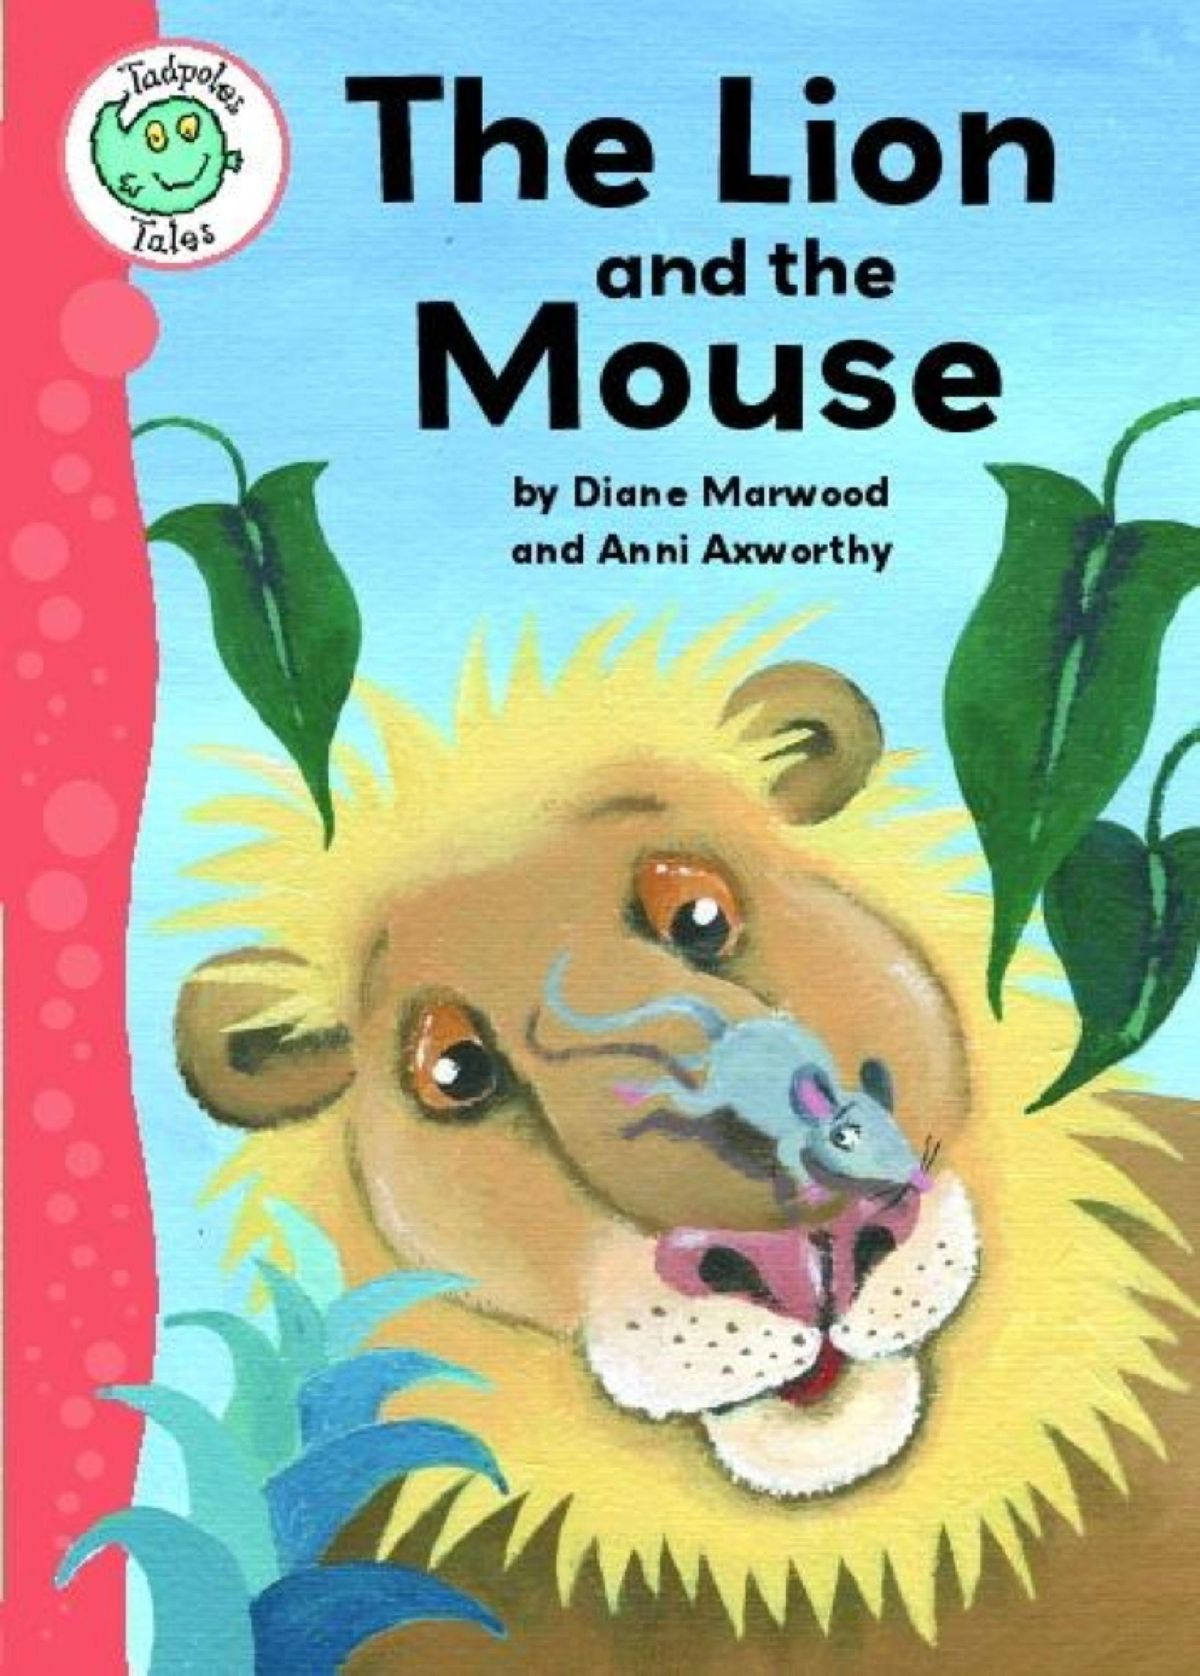 Tadpoles
Tales
The Lion
and the
Mouse
by Diane Marwood
and Anni Axworthy